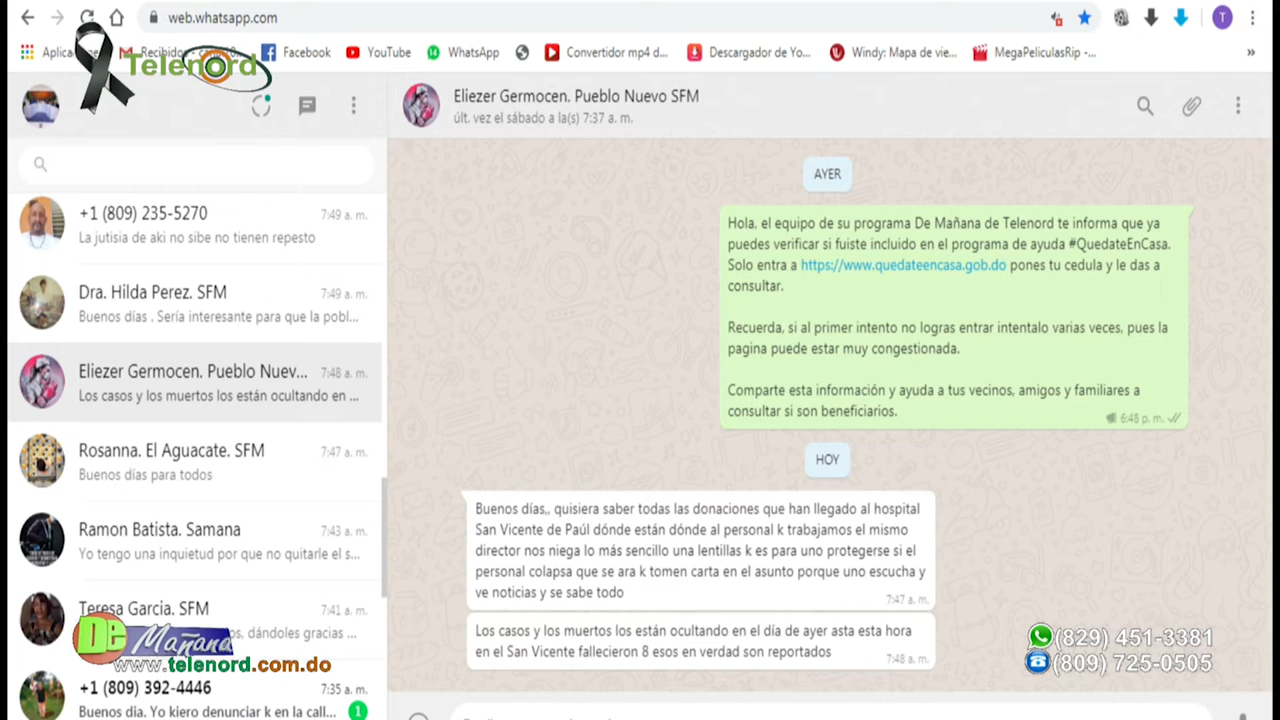 web.whatsapp.com
T
Recibidos
Facebook
YouTube
WhatsApp
Convertidor mp4 d...
Descargador de Yo...
Windy: Mapa de vie...
MegaPeliculasRip -...
»
Telenord
Eliezer Germocen. Pueblo Nuevo SFM
últ. vez el sábado a la(s) 7:37 a. m.
+1 (809) 235-5270
7:49 a. m.
La jutisia de aki no sibe no tienen repesto
Dra. Hilda Perez. SFM
7:49 a. m.
Buenos días . Sería interesante para que la pobl...
Eliezer Germocen. Pueblo Nuev...
7:48 a. m.
Los casos y los muertos los están ocultando en ...
Rosanna. El Aguacate. SFM
7:47 a. m.
Buenos días para todos
Ramon Batista. Samana
7:43 a. m.
Yo tengo una inquietud por que no quitarle el s...
Teresa Garcia. SFM
7:41 a. m.
dándoles gracias ...
+1 (809) 392-4446
7:35 a. m.
Buenos dia. Yo kiero denunciar k en la call...
1
De Mañana
www.telenord.com.do
AYER
Hola, el equipo de su programa De Mañana de Telenord te informa que ya
puedes verificar si fuiste incluido en el programa de ayuda #QuedateEnCasa.
Solo entra a https://www.quedateencasa.gob.do pones tu cedula y le das a
consultar.
Recuerda, si al primer intento no logras entrar intentalo varias veces, pues la
pagina puede estar muy congestionada.
Comparte esta información y ayuda a tus vecinos, amigos y familiares a
consultar si son beneficiarios.
6:48 p. m.
HOY
Buenos días,, quisiera saber todas las donaciones que han llegado al hospital
San Vicente de Paúl dónde están dónde al personal k trabajamos el mismo
director nos niega lo más sencillo una lentillas k es para uno protegerse si el
personal colapsa que se ara k tomen carta en el asunto porque uno escucha y
ve noticias y se sabe todo
7:47 a. m.
Los casos y los muertos los están ocultando en el día de ayer asta esta hora
en el San Vicente fallecieron 8 esos en verdad son reportados
7:48 a. m.
(829) 451-3381
(809) 725-0505